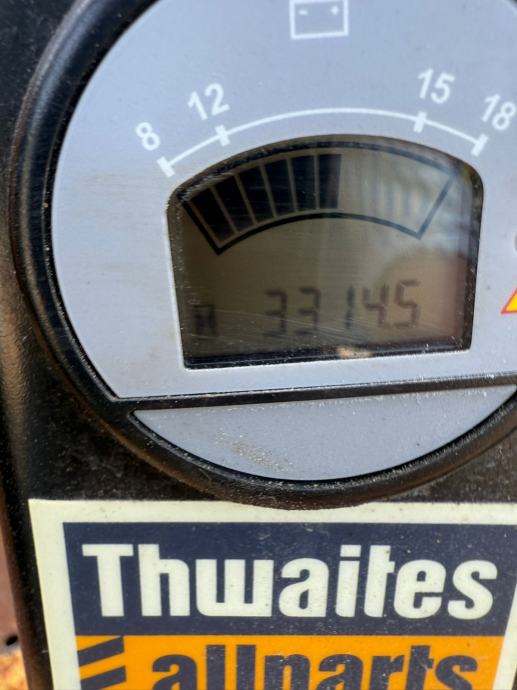 - +
8 12 15 18
H 3314.5
Thwaites
allparts